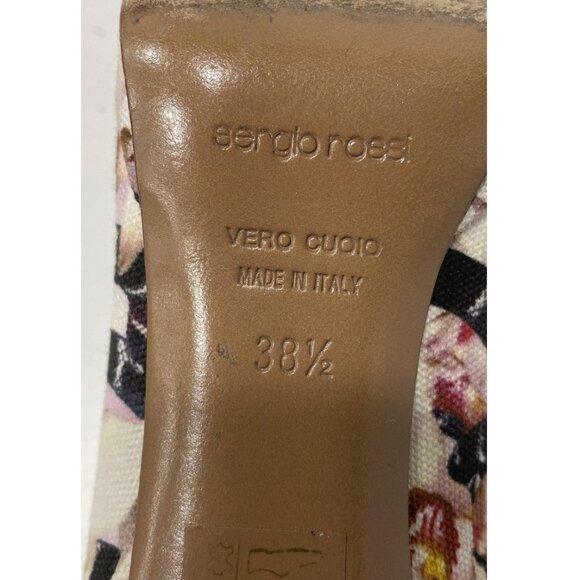 sergio rossi
VERO CUOIO
MADE IN ITALY
38½